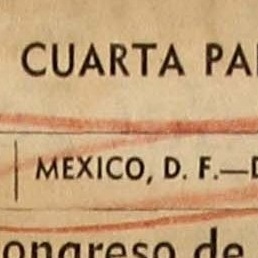 CUARTA PA
MEXICO, D. F.—D
ongreso de